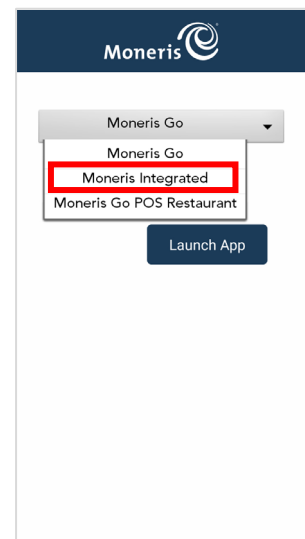 Moneris
Moneris Go
Moneris Go
Moneris Integrated
Moneris Go POS Restaurant
Launch App